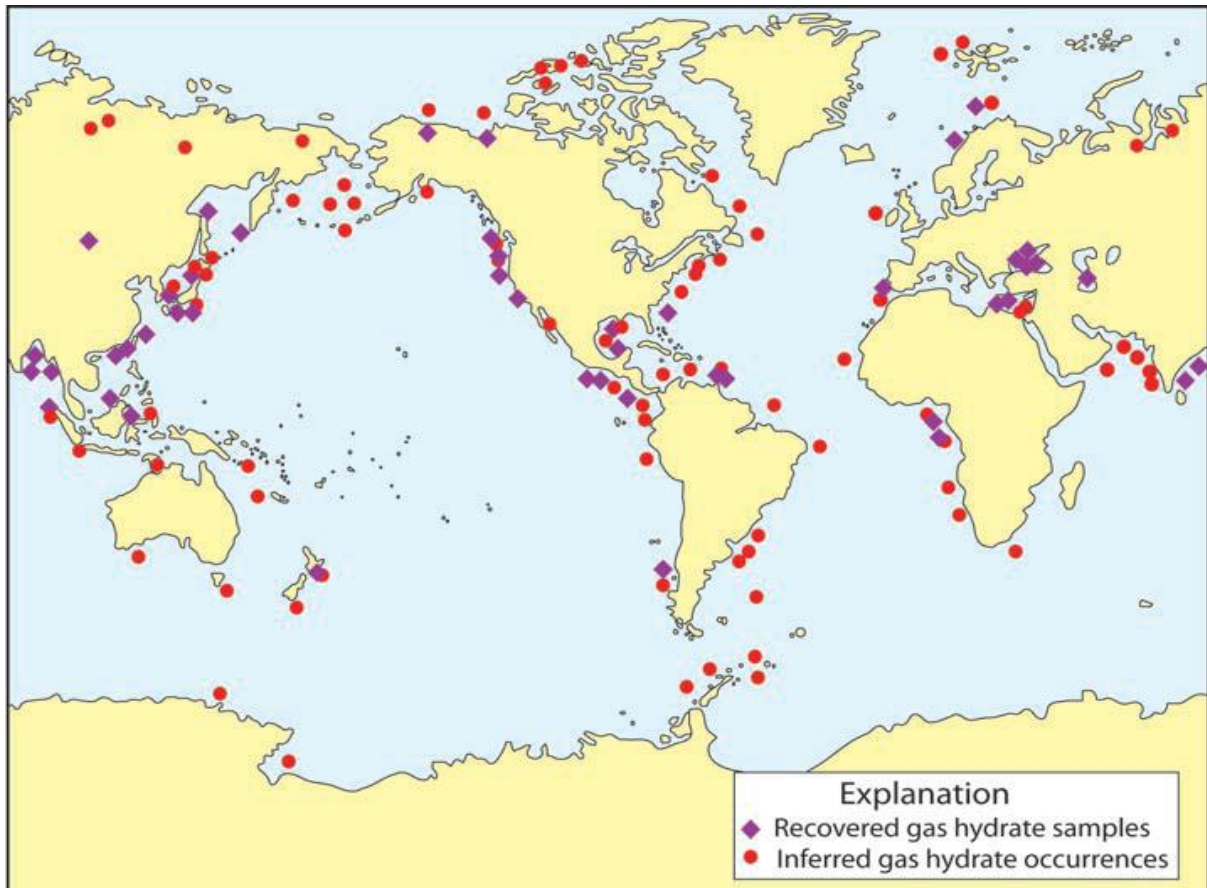 Explanation
Recovered gas hydrate samples
Inferred gas hydrate occurrences